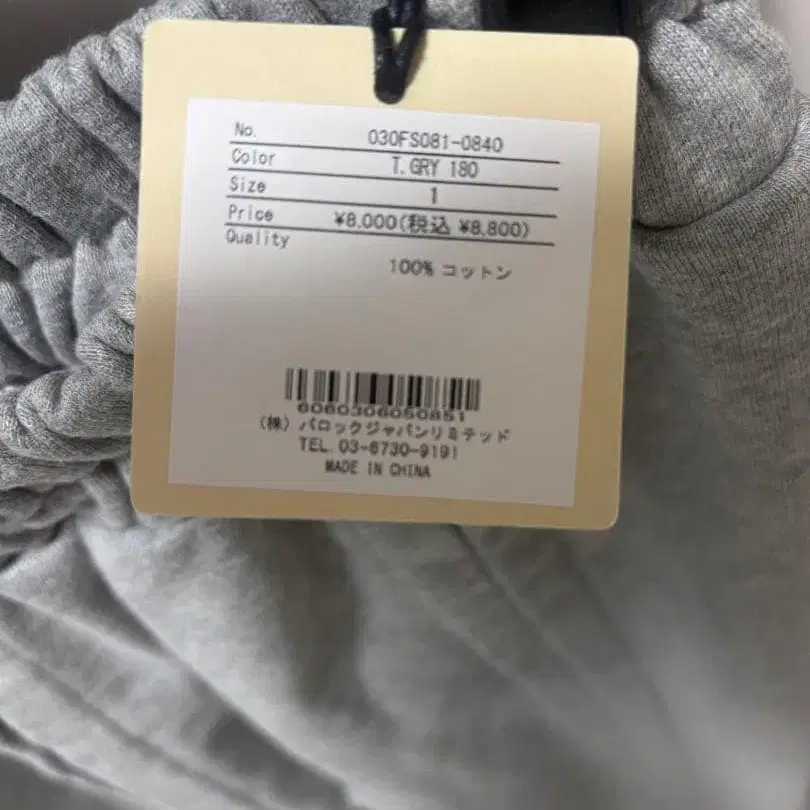 No. 030FS081-0840
Color T.GRY 180
Size 1
Price ¥8,000(税込 ¥8,800)
Quality
100% コットン
6060306050851
(株)バロックジャパンリミテッド
TEL.03-6730-9191
MADE IN CHINA